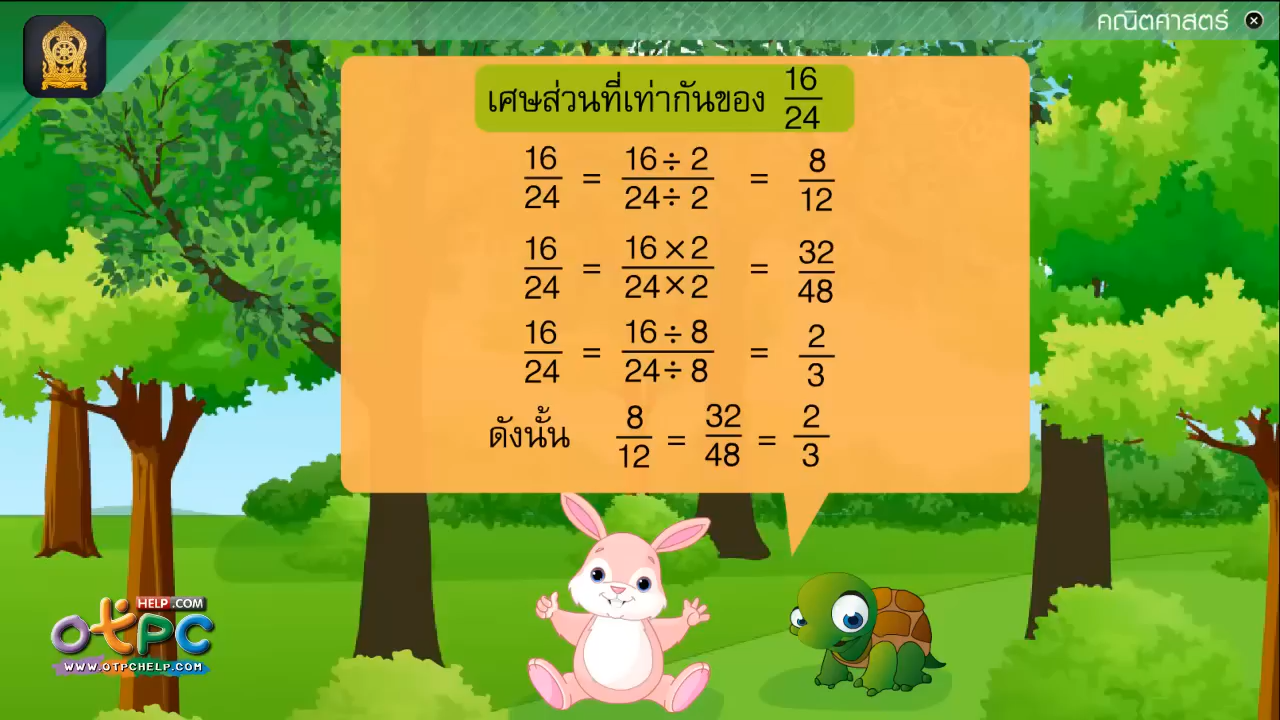 คณิตศาสตร์
เศษส่วนที่เท่ากันของ 16/24
16/24 = 16 ÷ 2/24 ÷ 2 = 8/12
16/24 = 16 × 2/24 × 2 = 32/48
16/24 = 16 ÷ 8/24 ÷ 8 = 2/3
ดังนั้น 8/12 = 32/48 = 2/3
HELP.COM
OTPC
WWW.OTPCHELP.COM